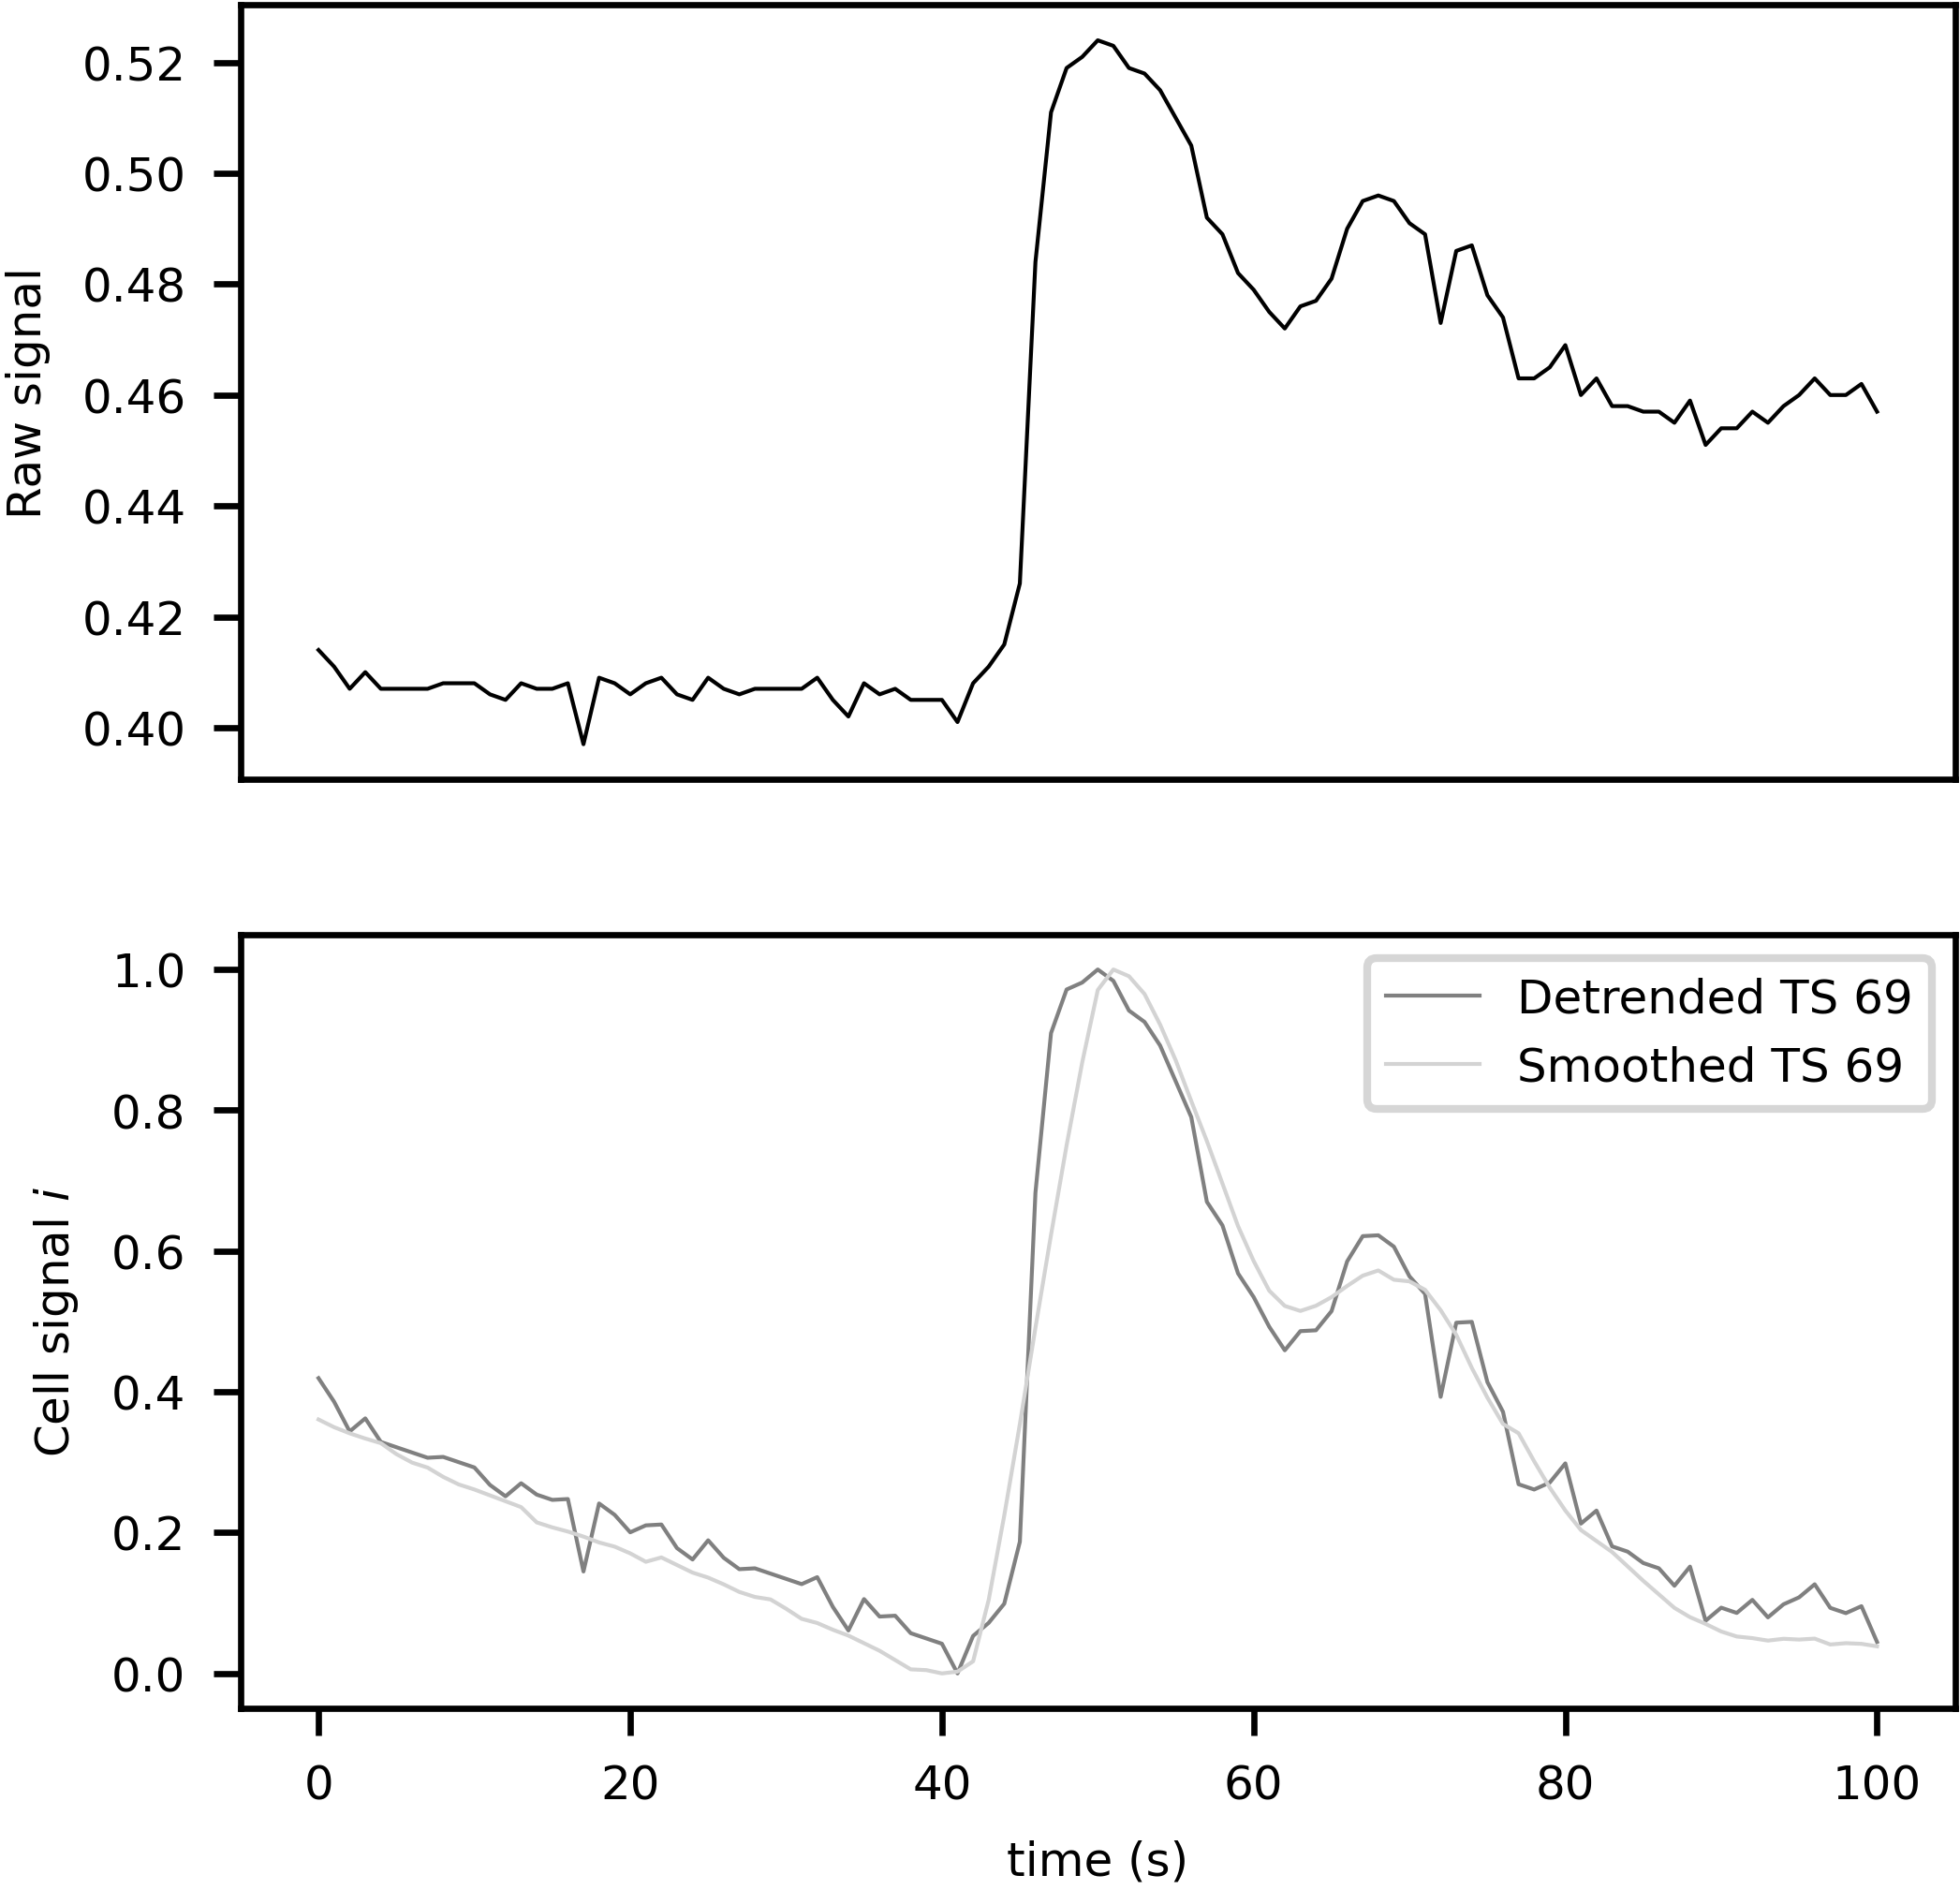 0.52
0.50
0.48
0.46
0.44
0.42
0.40
Raw signal
1.0
0.8
0.6
0.4
0.2
0.0
Cell signal i
Detrended TS 69
Smoothed TS 69
0 20 40 60 80 100
time (s)